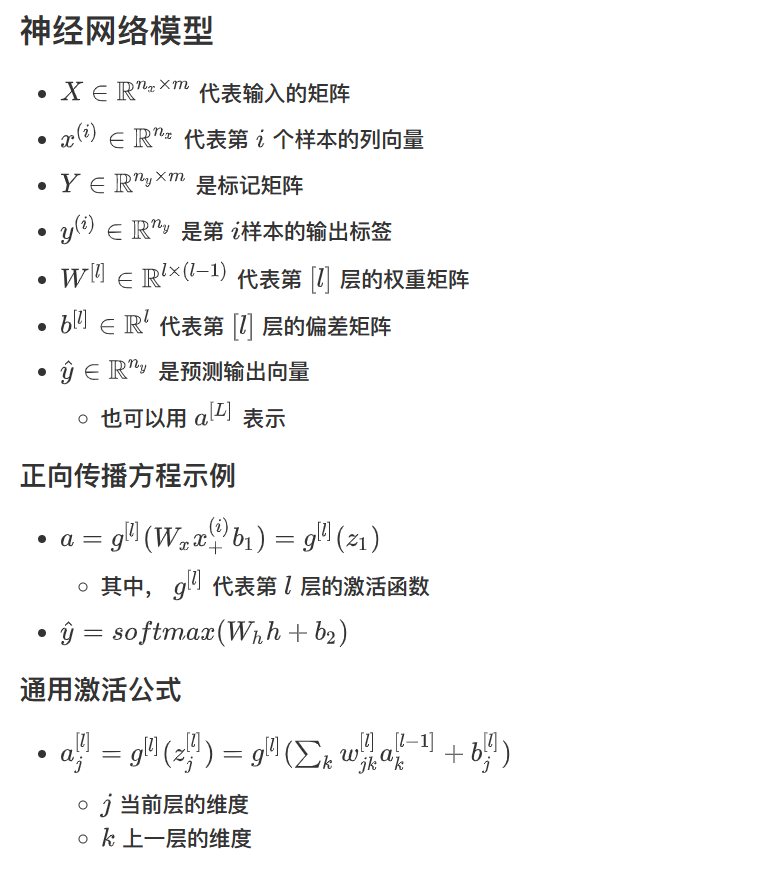 神经网络模型
• $X \in \mathbb{R}^{n_x \times m}$ 代表输入的矩阵
• $x^{(i)} \in \mathbb{R}^{n_x}$ 代表第 $i$ 个样本的列向量
• $Y \in \mathbb{R}^{n_y \times m}$ 是标记矩阵
• $y^{(i)} \in \mathbb{R}^{n_y}$ 是第 $i$样本的输出标签
• $W^{[l]} \in \mathbb{R}^{l \times (l-1)}$ 代表第 $[l]$ 层的权重矩阵
• $b^{[l]} \in \mathbb{R}^{l}$ 代表第 $[l]$ 层的偏差矩阵
• $\hat{y} \in \mathbb{R}^{n_y}$ 是预测输出向量
◦ 也可以用 $a^{[L]}$ 表示
正向传播方程示例
• $a = g^{[l]}(W_x x_+^{(i)} b_1) = g^{[l]}(z_1)$
◦ 其中， $g^{[l]}$ 代表第 $l$ 层的激活函数
• $\hat{y} = softmax(W_h h + b_2)$
通用激活公式
• $a_j^{[l]} = g^{[l]}(z_j^{[l]}) = g^{[l]}(\sum_k w_{jk}^{[l]} a_k^{[l-1]} + b_j^{[l]})$
◦ $j$ 当前层的维度
◦ $k$ 上一层的维度